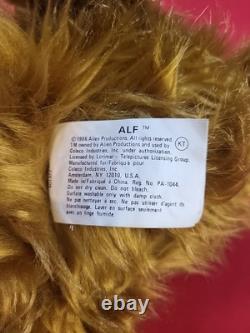 ALF™
©1986 Alien Productions. All rights reserved
TM owned by Alien Productions and used by
Coleco Industries, Inc. under authorization.
Licensed by Lorimar - Telepictures Licensing Group.
Manufactured for/Fabriqué pour
Coleco Industries, Inc.
Amsterdam, NY 12010, U.S.A.
Made in/Fabriqué à China. Reg. No. PA-1044.
Do not dry clean. Do not bleach.
Surface washable only with damp cloth.
Ne pas nettoyer à sec. Ne pas utiliser d'agent de
blanchissage. Laver en surface seulement
avec un linge humide
KT